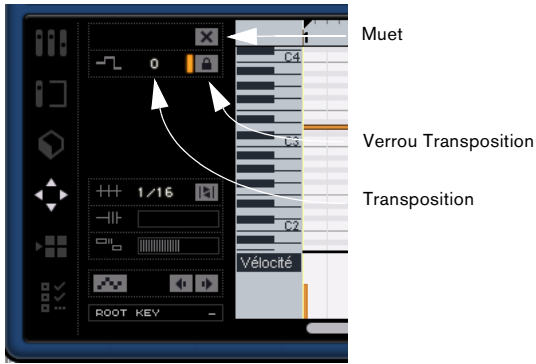 Muet
C4
0
Verrou Transposition
C3
Transposition
1/16
C2
Vélocité
ROOT KEY –